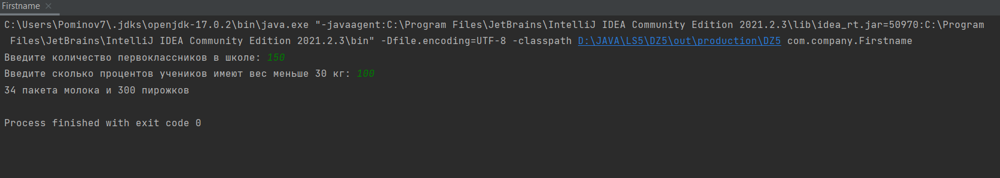 Firstname
C:\Users\Pominov7\.jdks\openjdk-17.0.2\bin\java.exe "-javaagent:C:\Program Files\JetBrains\IntelliJ IDEA Community Edition 2021.2.3\lib\idea_rt.jar=50970:C:\Program
Files\JetBrains\IntelliJ IDEA Community Edition 2021.2.3\bin" -Dfile.encoding=UTF-8 -classpath D:\JAVA\LS5\DZ5\out\production\DZ5 com.company.Firstname
Введите количество первоклассников в школе: 150
Введите сколько процентов учеников имеют вес меньше 30 кг: 100
34 пакета молока и 300 пирожков
Process finished with exit code 0